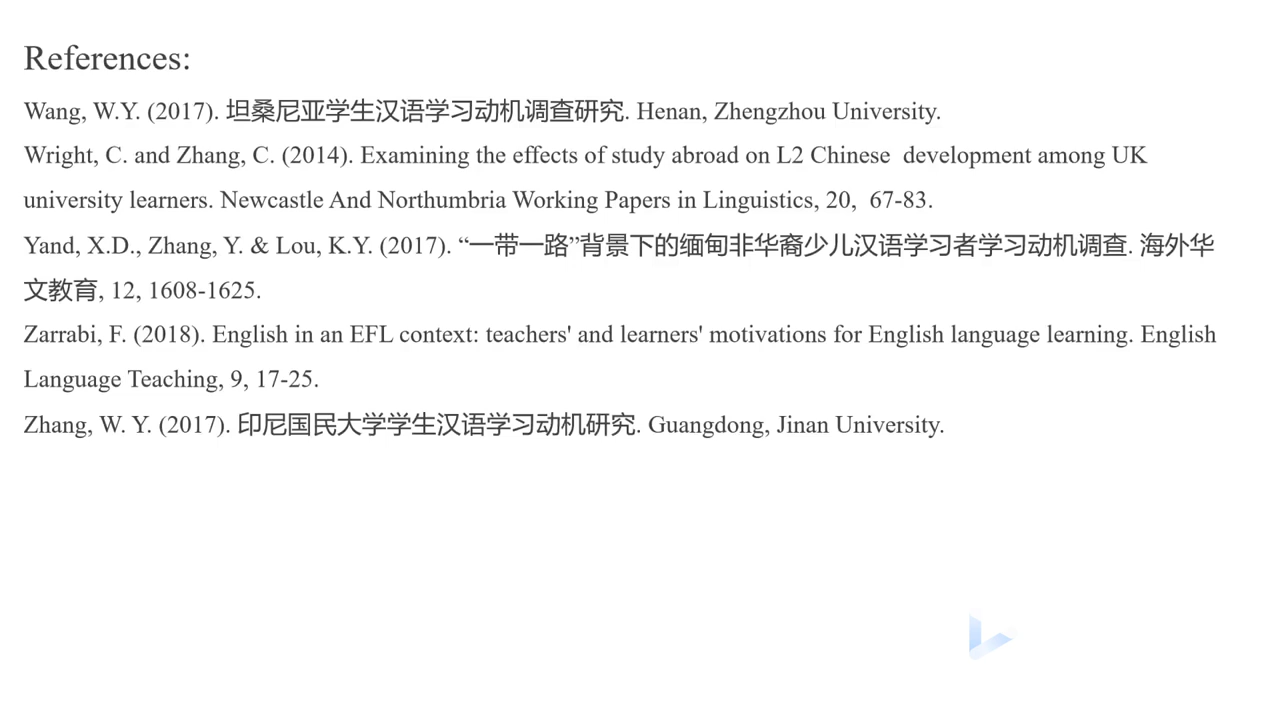 References:
Wang, W.Y. (2017). 坦桑尼亚学生汉语学习动机调查研究. Henan, Zhengzhou University.
Wright, C. and Zhang, C. (2014). Examining the effects of study abroad on L2 Chinese  development among UK
university learners. Newcastle And Northumbria Working Papers in Linguistics, 20,  67-83.
Yand, X.D., Zhang, Y. & Lou, K.Y. (2017). “一带一路”背景下的缅甸非华裔少儿汉语学习者学习动机调查. 海外华
文教育, 12, 1608-1625.
Zarrabi, F. (2018). English in an EFL context: teachers' and learners' motivations for English language learning. English
Language Teaching, 9, 17-25.
Zhang, W. Y. (2017). 印尼国民大学学生汉语学习动机研究. Guangdong, Jinan University.